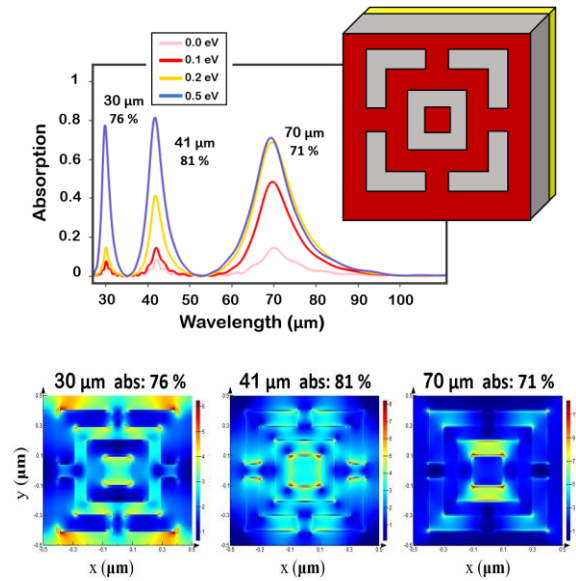 0.0 eV
0.1 eV
0.2 eV
0.5 eV
30 µm
76 %
41 µm
81 %
70 µm
71 %
Absorption
1
0.8
0.6
0.4
0.2
0
30 40 50 60 70 80 90 100
Wavelength (µm)
30 µm abs: 76 %
41 µm abs: 81 %
70 µm abs: 71 %
y (µm)
x (µm)
x (µm)
x (µm)